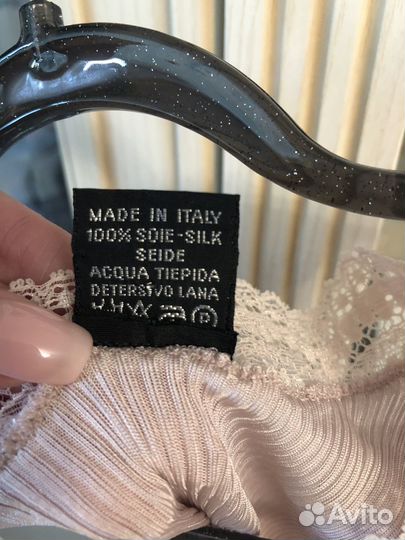 MADE IN ITALY
100% SOIE-SILK
SEIDE
ACQUA TIEPIDA
DETERSIVO LANA
Avito